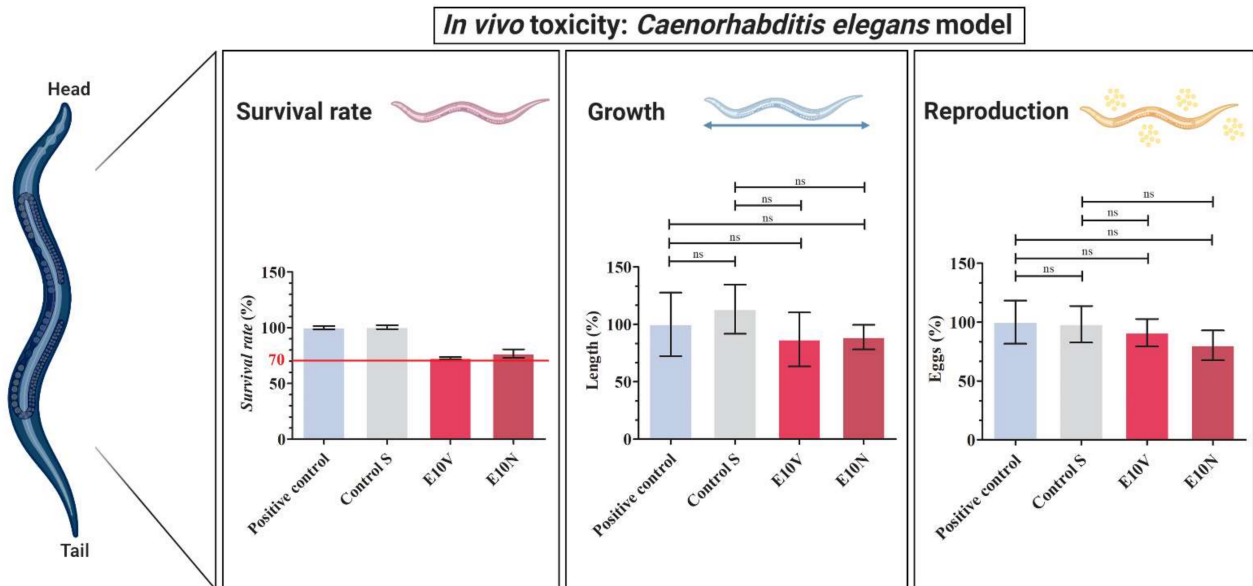 In vivo toxicity: Caenorhabditis elegans model
Head
Tail
Survival rate
150
100
70
50
0
Survival rate (%)
Positive control
Control S
E10V
E10N
Growth
ns
ns
ns
ns
ns
150
100
50
0
Length (%)
Positive control
Control S
E10V
E10N
Reproduction
ns
ns
ns
ns
ns
150
100
50
0
Eggs (%)
Positive control
Control S
E10V
E10N